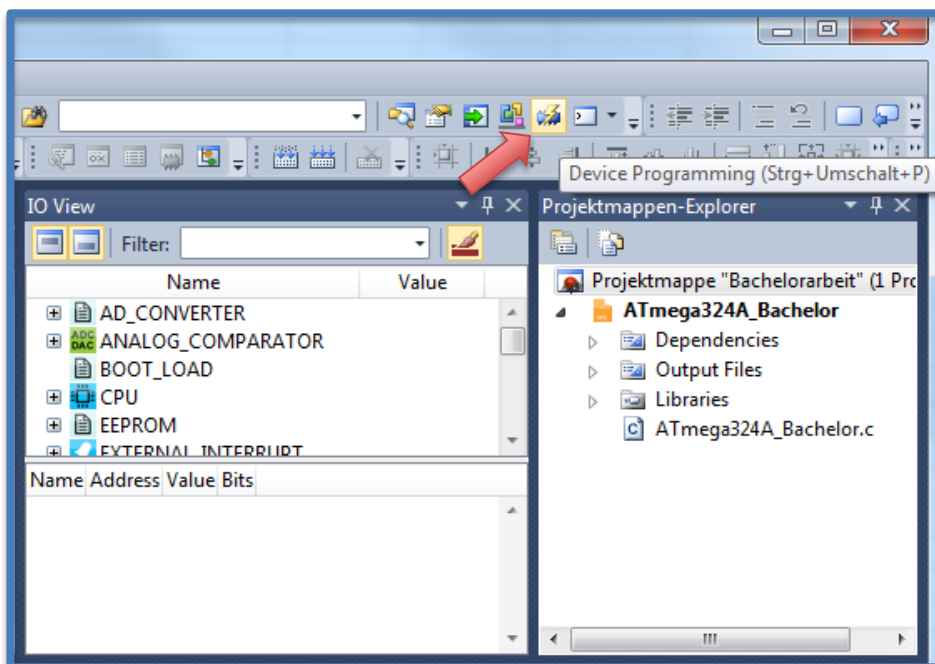 Device Programming (Strg+Umschalt+P)
IO View
Projektmappen-Explorer
Filter:
Name Value
AD_CONVERTER
ADC DAC ANALOG_COMPARATOR
BOOT_LOAD
CPU
EEPROM
EXTERNAL_INTERRUPT
Name Address Value Bits
Projektmappe "Bachelorarbeit" (1 Pro
ATmega324A_Bachelor
Dependencies
Output Files
Libraries
ATmega324A_Bachelor.c